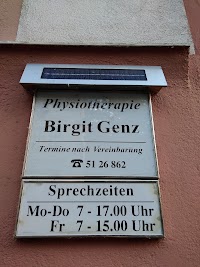 Physiotherapie
Birgit Genz
Termine nach Vereinbarung
☎ 51 26 862
Sprechzeiten
Mo-Do 7 - 17.00 Uhr
Fr 7 - 15.00 Uhr